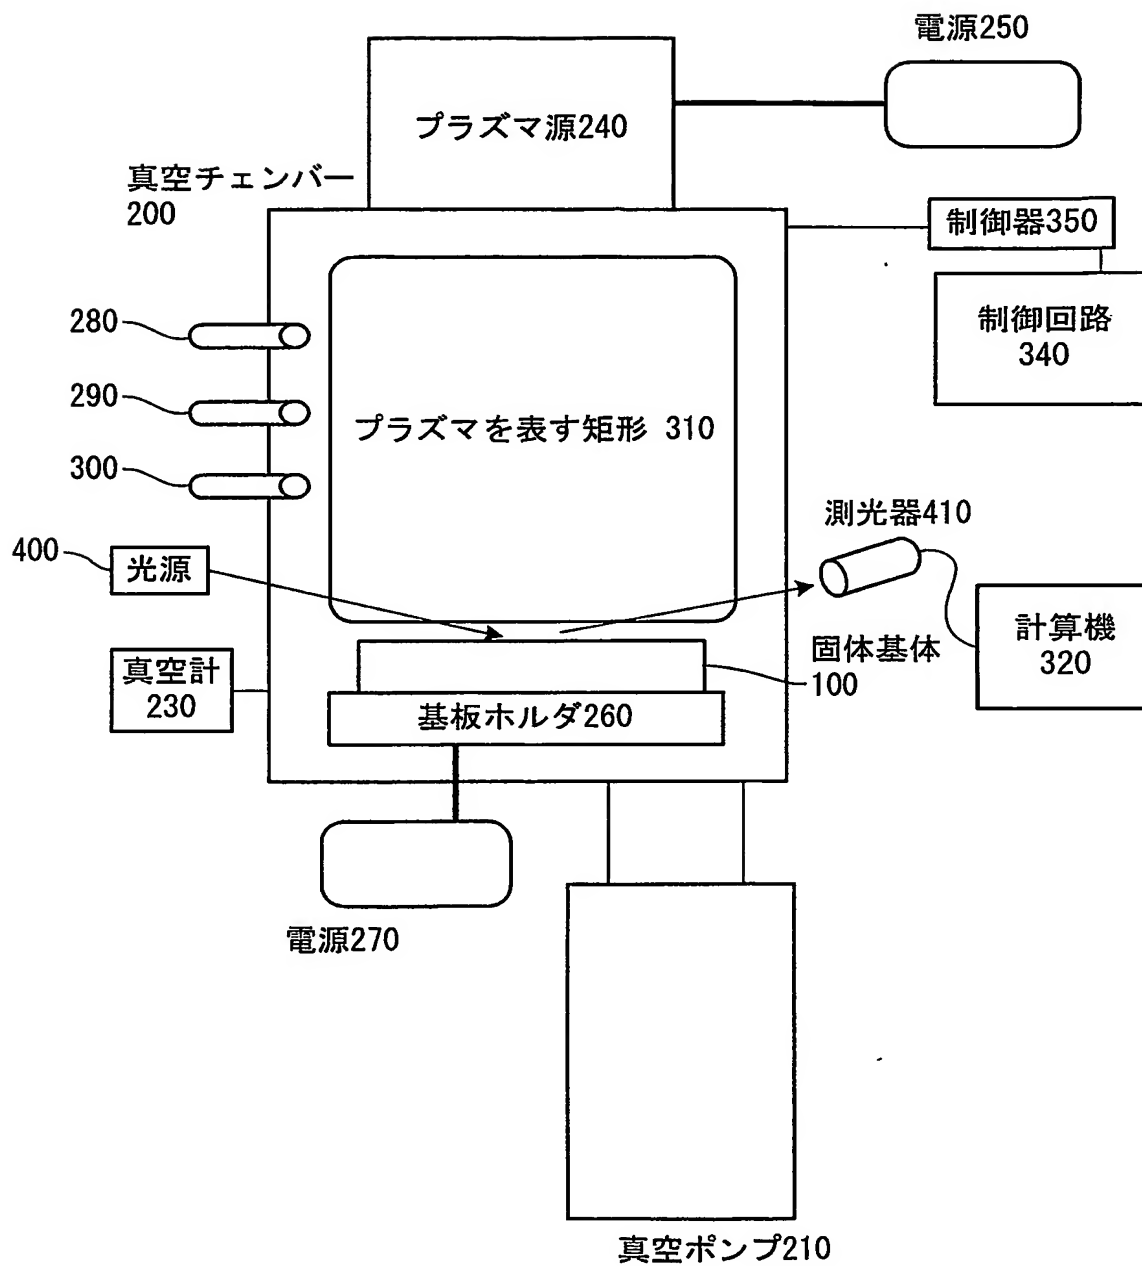 電源250
プラズマ源240
真空チェンバー
200
制御器350
280
制御回路
340
290
プラズマを表す矩形 310
300
測光器410
400
光源
計算機
320
固体基体
100
真空計
230
基板ホルダ260
電源270
真空ポンプ210